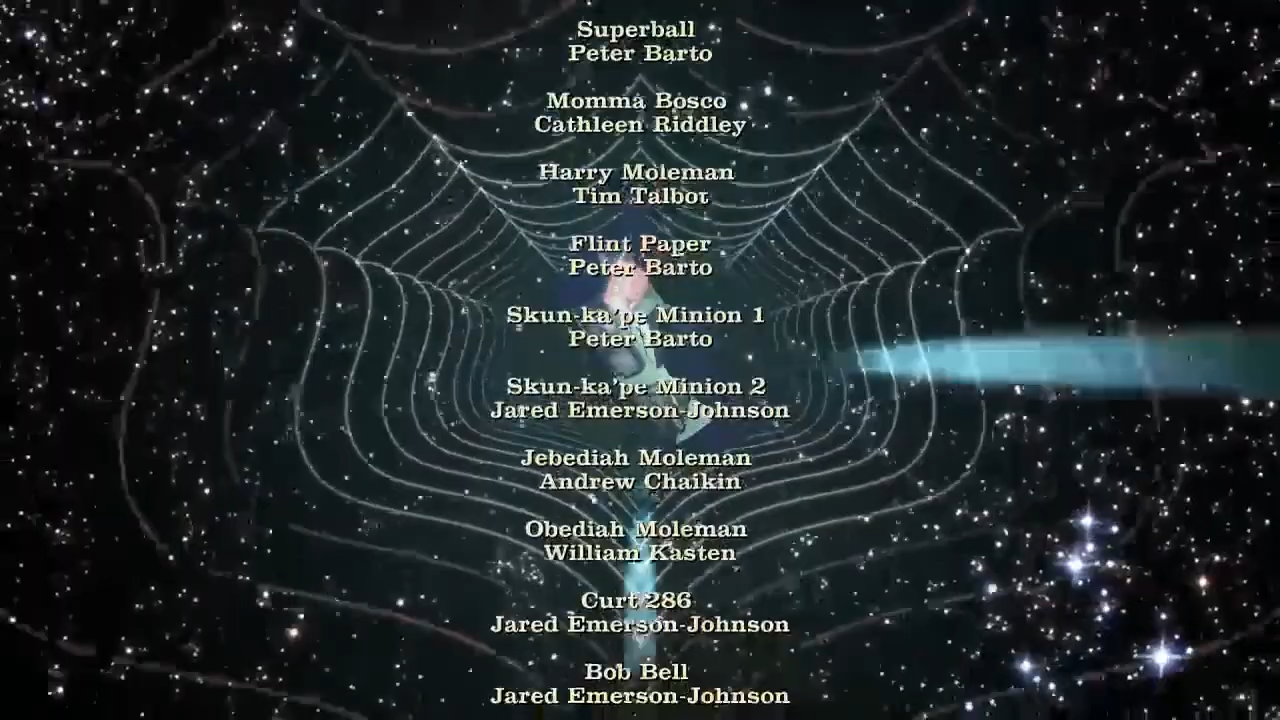 Superball
Peter Barto
Momma Bosco
Cathleen Riddley
Harry Moleman
Tim Talbot
Flint Paper
Peter Barto
Skun-ka'pe Minion 1
Peter Barto
Skun-ka'pe Minion 2
Jared Emerson-Johnson
Jebediah Moleman
Andrew Chaikin
Obediah Moleman
William Kasten
Curt 286
Jared Emerson-Johnson
Bob Bell
Jared Emerson-Johnson